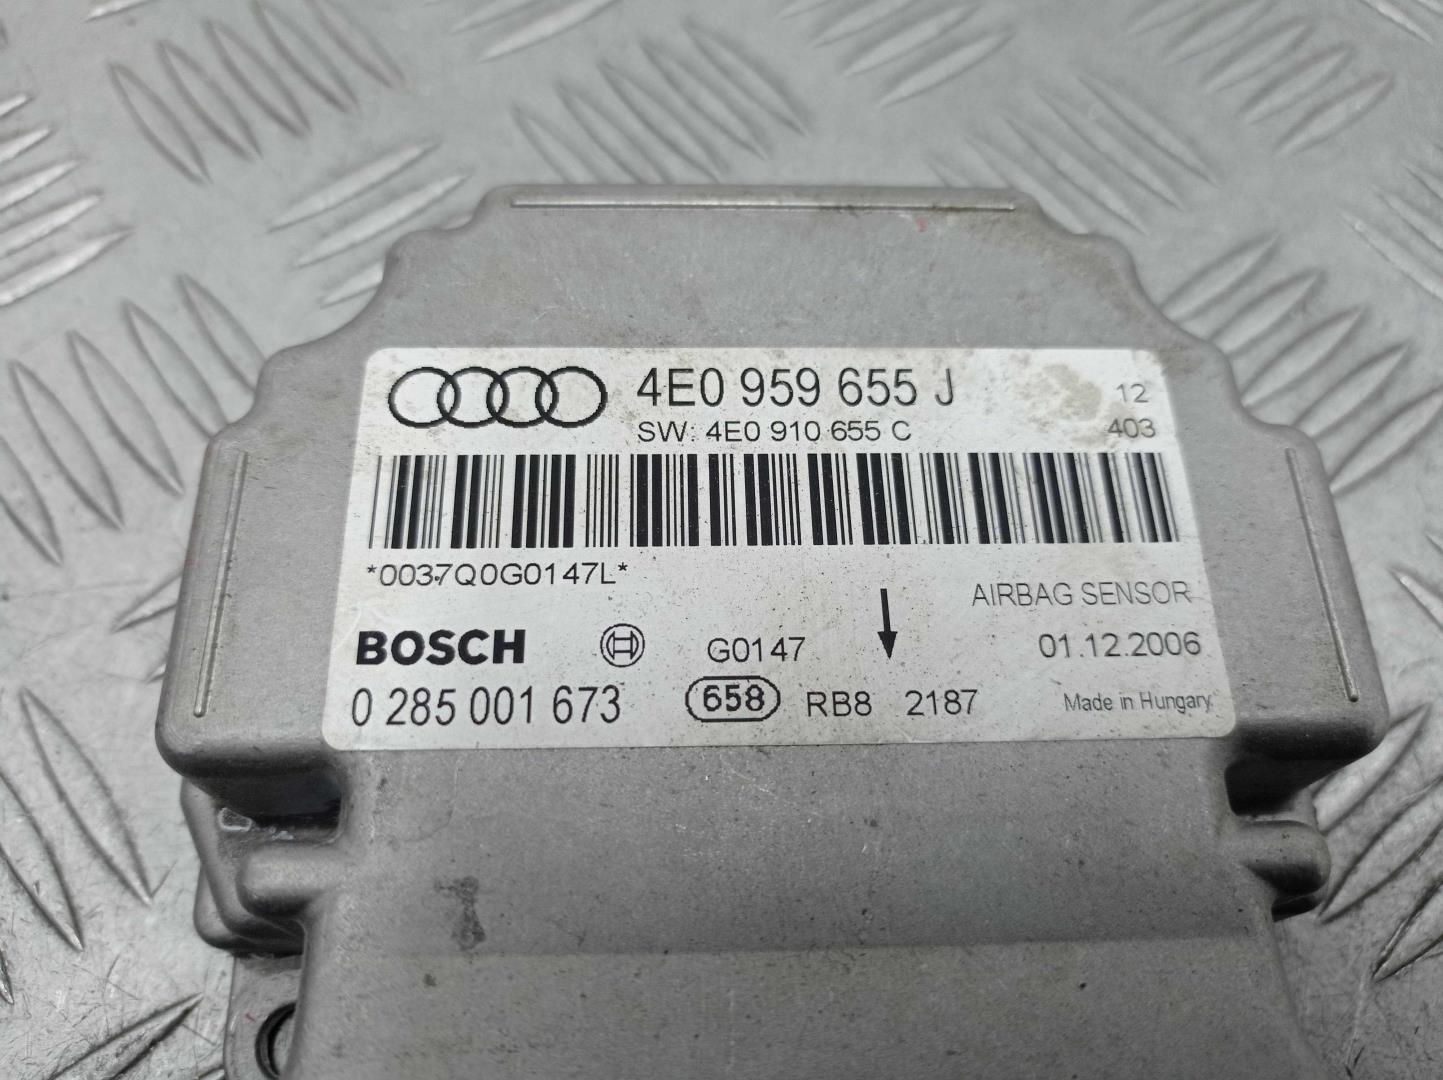 4E0 959 655 J 12
SW: 4E0 910 655 C 403
*0037Q0G0147L*
AIRBAG SENSOR
BOSCH G0147 01.12.2006
0 285 001 673 658 RB8 2187 Made in Hungary